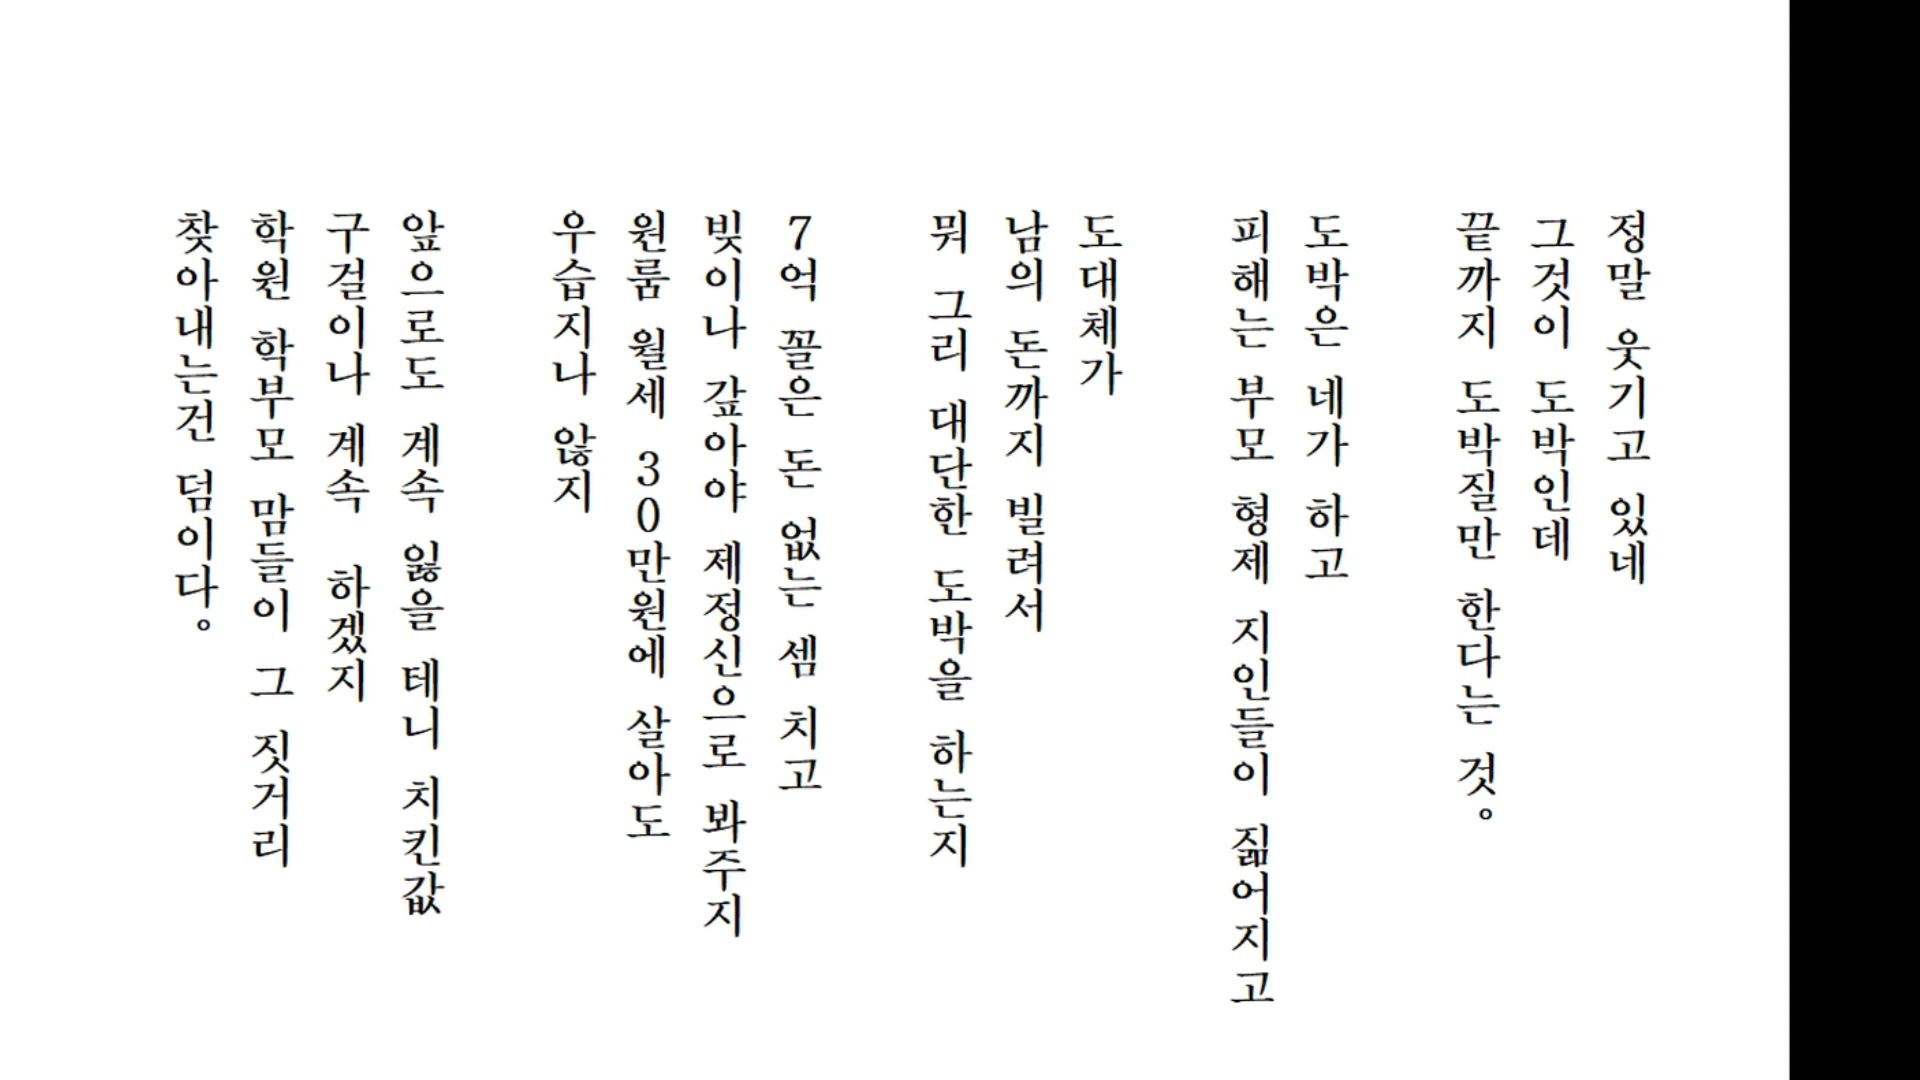 정말 웃기고 있네
그것이 도박인데
끝까지 도박질만 한다는 것。
도박은 네가 하고
피해는 부모 형제 지인들이 짊어지고
도대체가
남의 돈까지 빌려서
뭐 그리 대단한 도박을 하는지
7억 꼴은 돈 없는 셈 치고
빚이나 갚아야 제정신으로 봐주지
원룸 월세 30만원에 살아도
우습지나 않지
앞으로도 계속 잃을 테니 치킨값
구걸이나 계속 하겠지
학원 학부모 맘들이 그 짓거리
찾아내는건 덤이다。